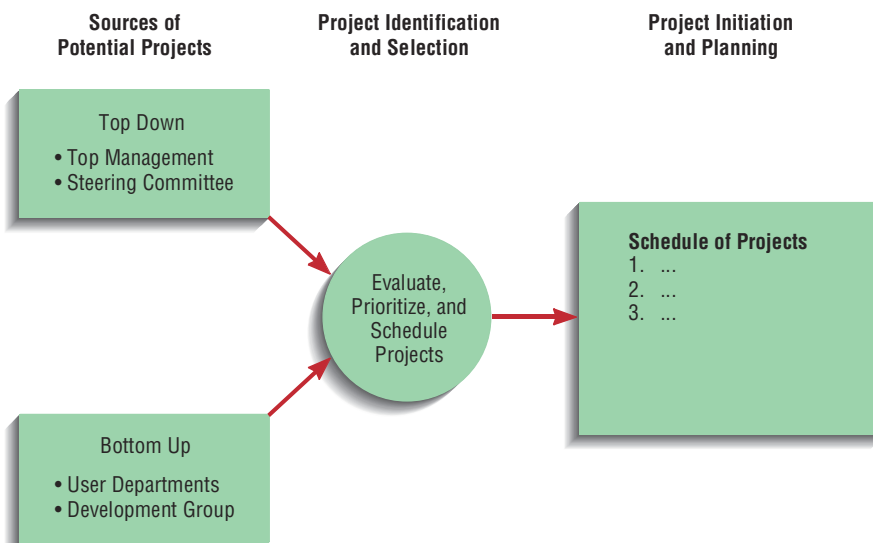 Sources of
Potential Projects
Project Identification
and Selection
Project Initiation
and Planning
Top Down
• Top Management
• Steering Committee
Evaluate,
Prioritize, and
Schedule
Projects
Schedule of Projects
1. ...
2. ...
3. ...
Bottom Up
• User Departments
• Development Group